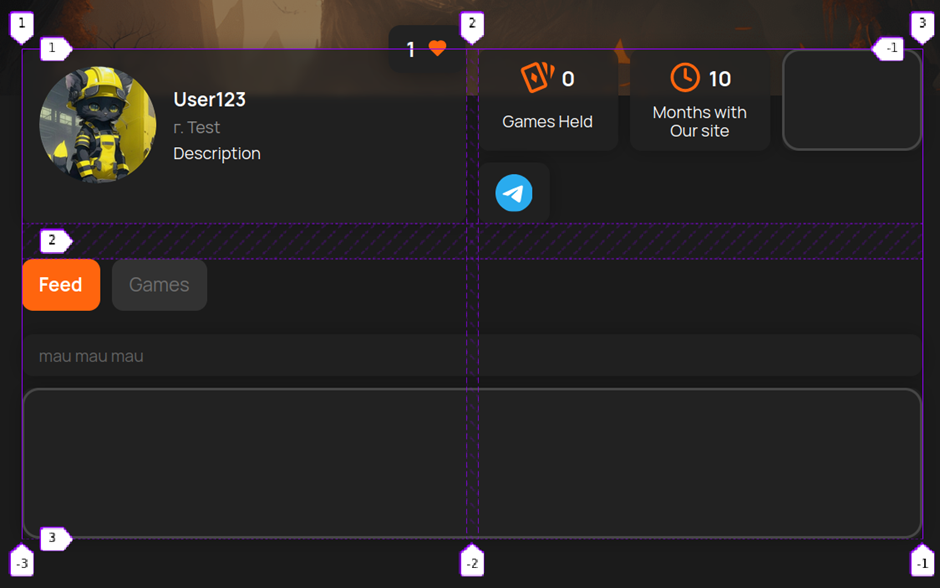 1
2
3
1
1
-1
User123
г. Test
Description
0
Games Held
10
Months with
Our site
2
Feed
Games
mau mau mau
3
-3
-2
-1